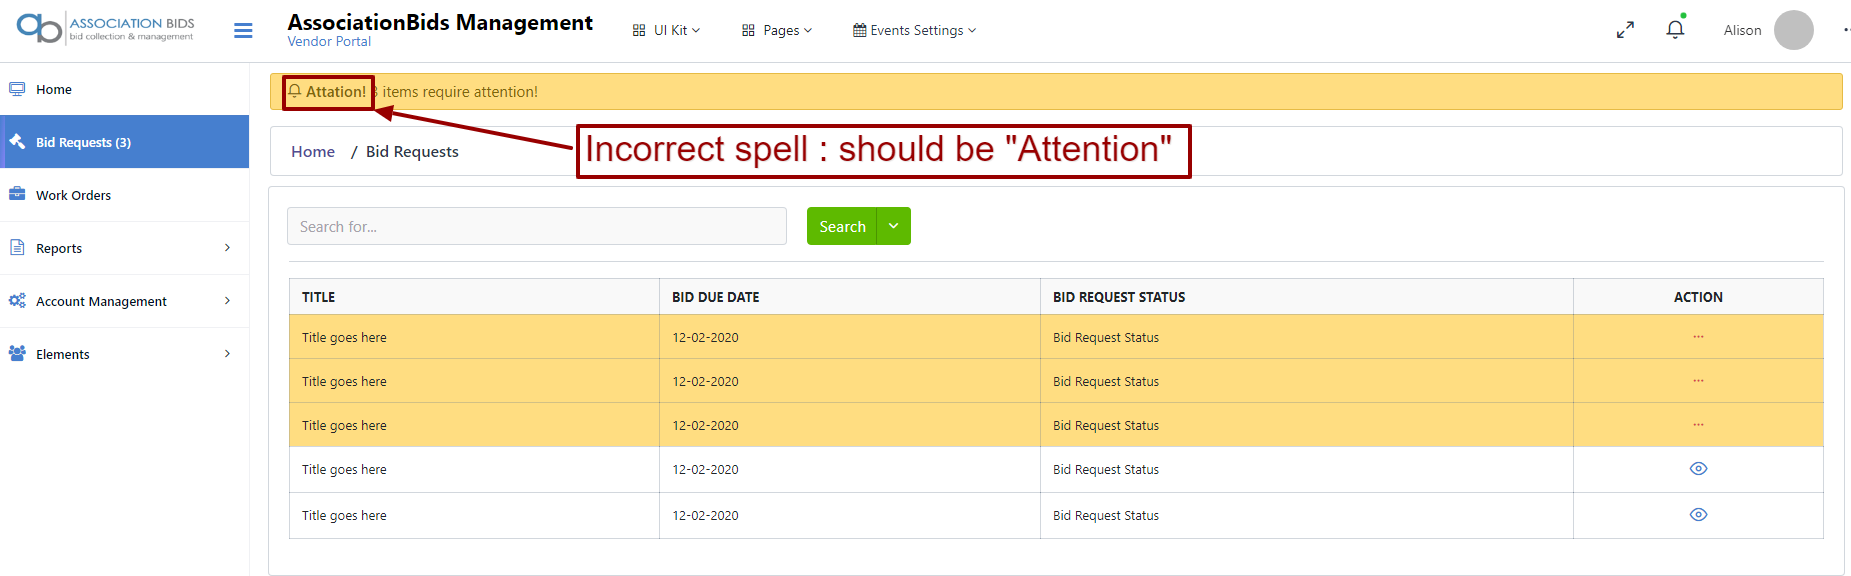 ASSOCIATION BIDS
bid collection & management
AssociationBids Management
Vendor Portal
UI Kit
Pages
Events Settings
Alison
Home
Bid Requests (3)
Work Orders
Reports
Account Management
Elements
Attation! 3 items require attention!
Incorrect spell : should be "Attention"
Home / Bid Requests
Search for...
Search
TITLE BID DUE DATE BID REQUEST STATUS ACTION
Title goes here 12-02-2020 Bid Request Status ...
Title goes here 12-02-2020 Bid Request Status ...
Title goes here 12-02-2020 Bid Request Status ...
Title goes here 12-02-2020 Bid Request Status
Title goes here 12-02-2020 Bid Request Status